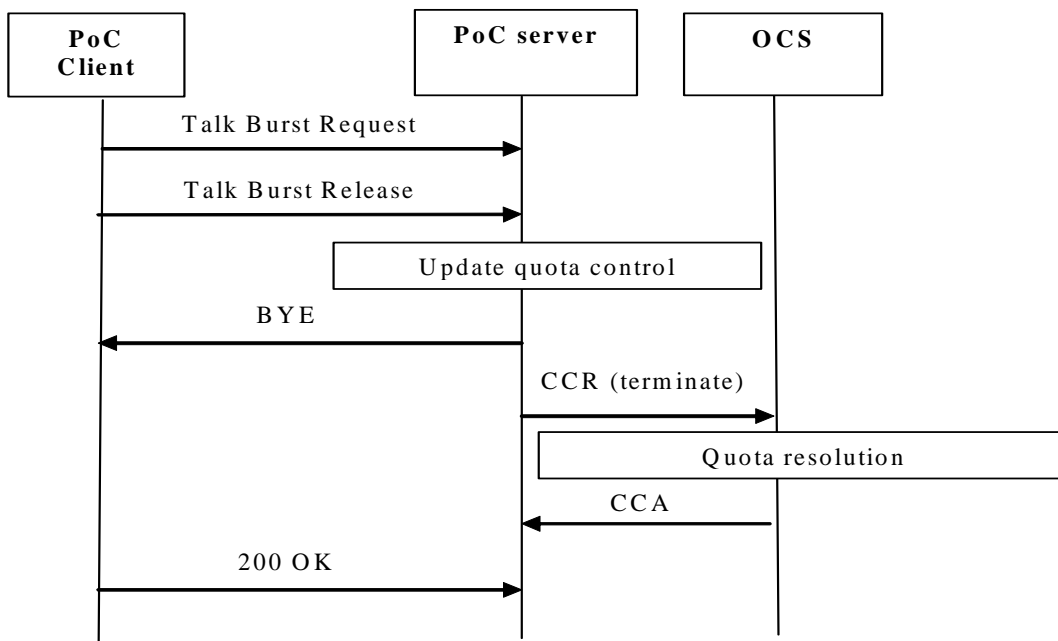 PoC
Client
PoC server
OCS
Talk Burst Request
Talk Burst Release
Update quota control
BYE
CCR (terminate)
Quota resolution
CCA
200 OK